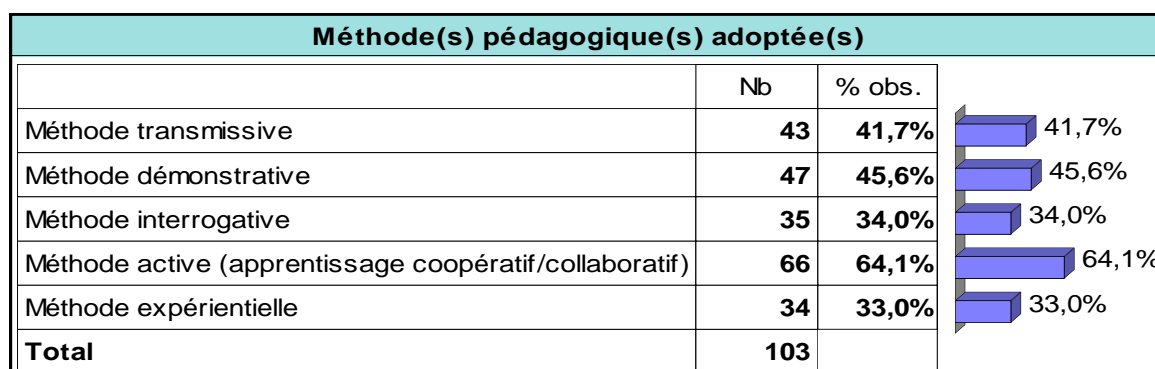 Méthode(s) pédagogique(s) adoptée(s)
Nb % obs.
Méthode transmissive 43 41,7% 41,7%
Méthode démonstrative 47 45,6% 45,6%
Méthode interrogative 35 34,0% 34,0%
Méthode active (apprentissage coopératif/collaboratif) 66 64,1% 64,1%
Méthode expérientielle 34 33,0% 33,0%
Total 103